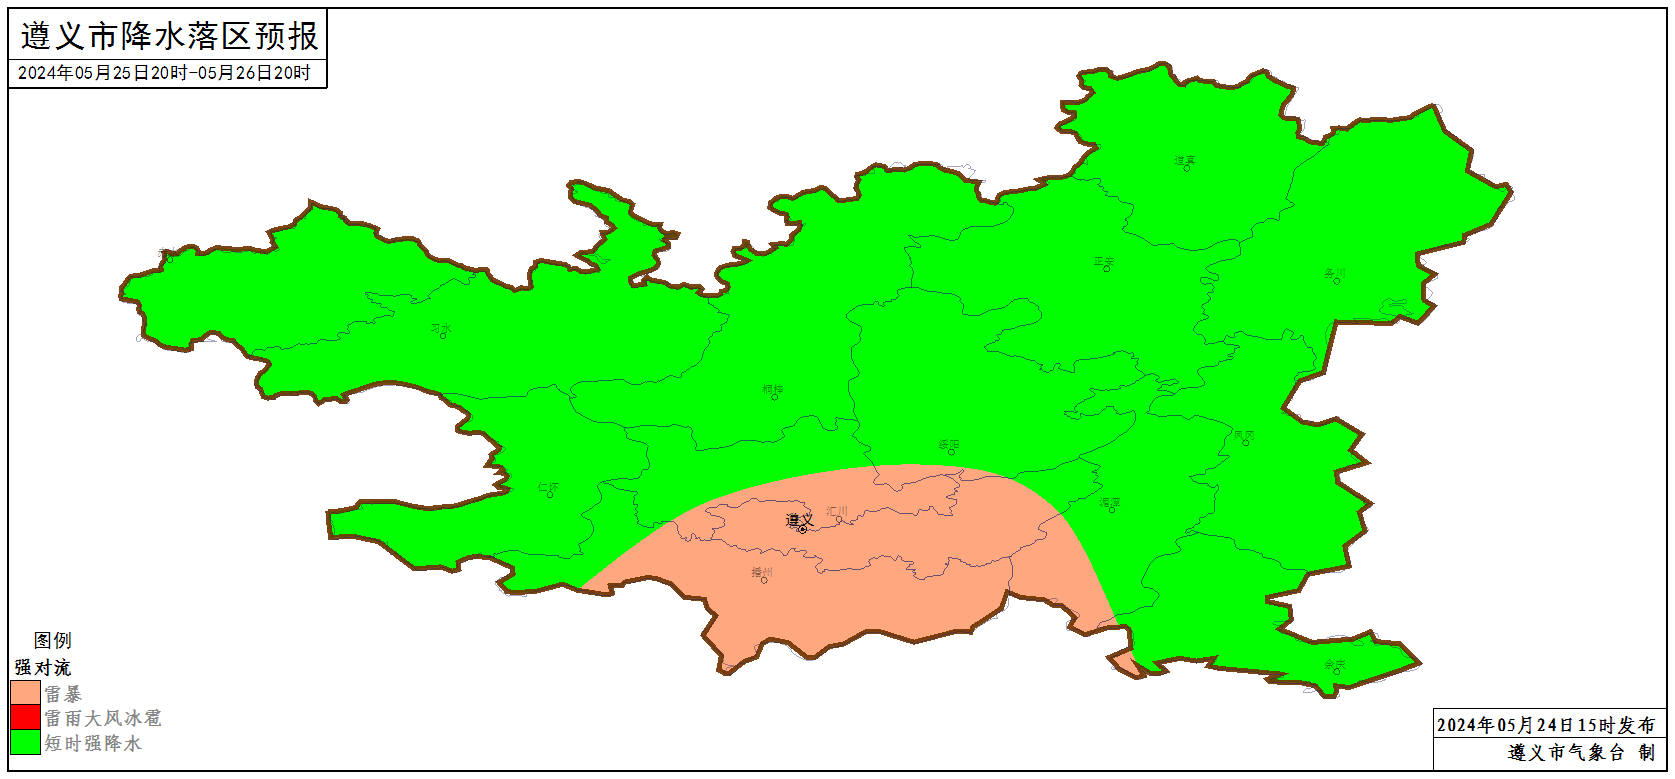 遵义市降水落区预报
2024年05月25日20时-05月26日20时
道真
正安
务川
赤水
习水
桐梓
绥阳
凤冈
仁怀
湄潭
汇川
遵义
播州
余庆
图例
强对流
雷暴
雷雨大风冰雹
短时强降水
2024年05月24日15时发布
遵义市气象台 制